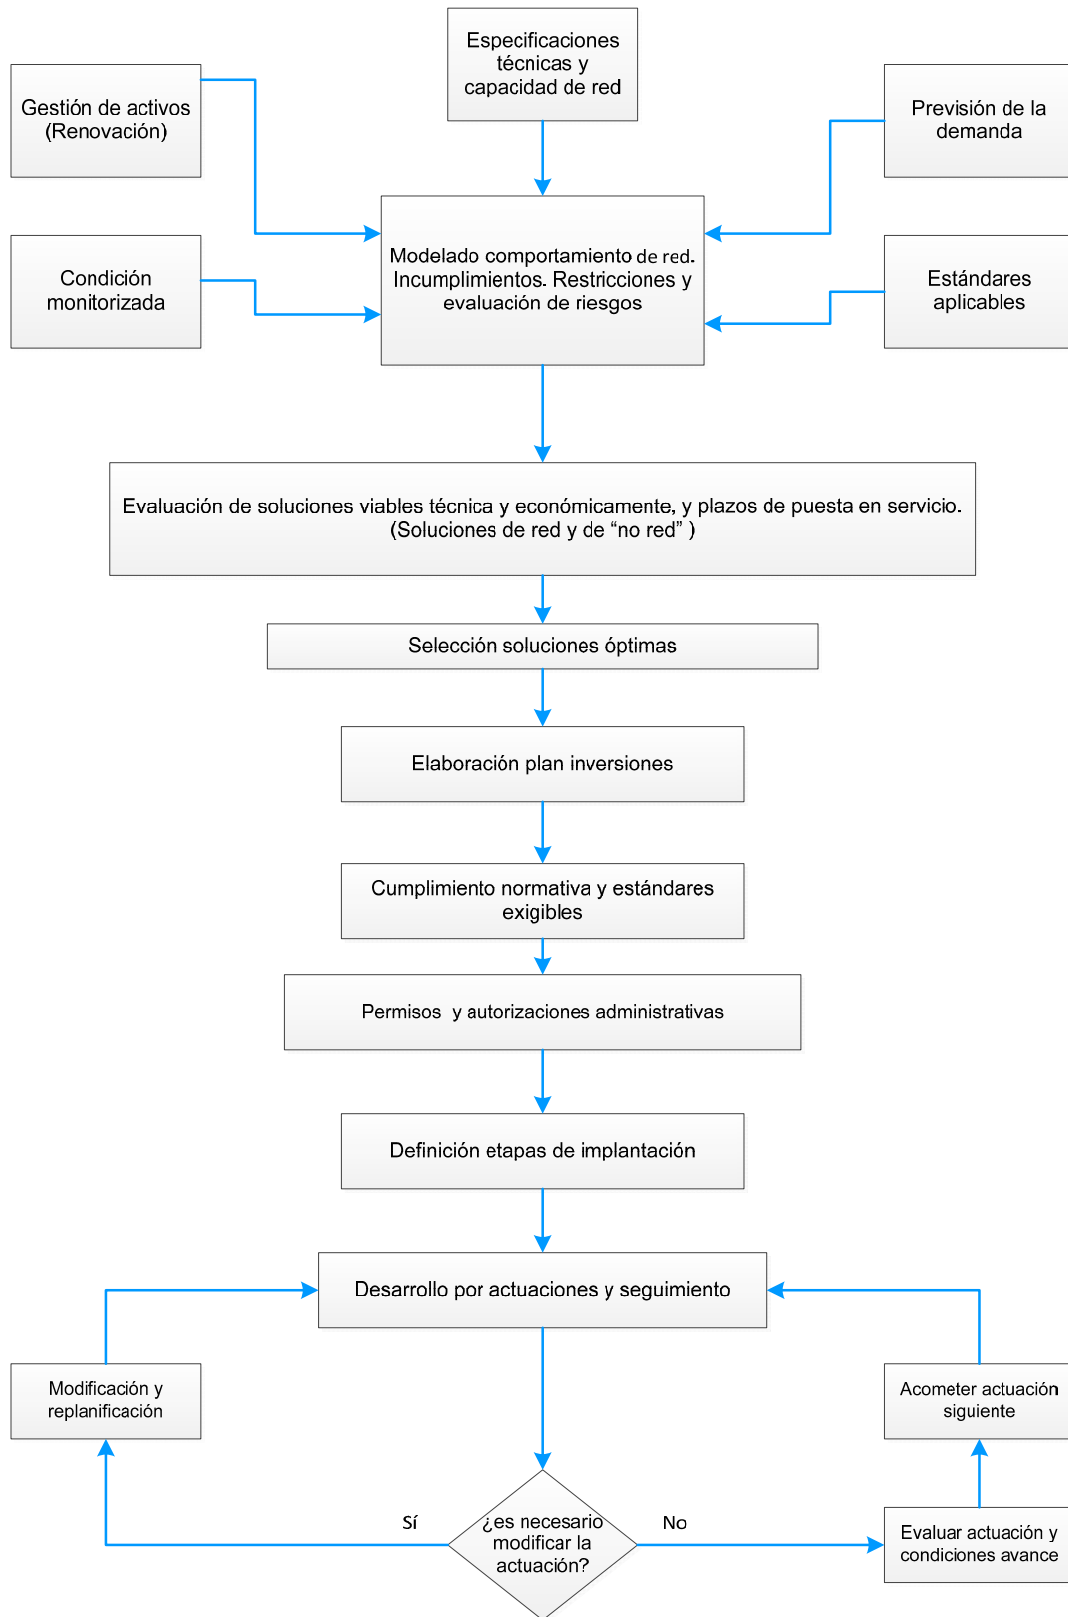 Especificaciones
técnicas y
capacidad de red
Gestión de activos
(Renovación)
Previsión de la
demanda
Modelado comportamiento de red.
Incumplimientos. Restricciones y
evaluación de riesgos
Condición
monitorizada
Estándares
aplicables
Evaluación de soluciones viables técnica y económicamente, y plazos de puesta en servicio.
(Soluciones de red y de “no red” )
Selección soluciones óptimas
Elaboración plan inversiones
Cumplimiento normativa y estándares
exigibles
Permisos y autorizaciones administrativas
Definición etapas de implantación
Desarrollo por actuaciones y seguimiento
Modificación y
replanificación
Acometer actuación
siguiente
Sí
¿es necesario
modificar la
actuación?
No
Evaluar actuación y
condiciones avance